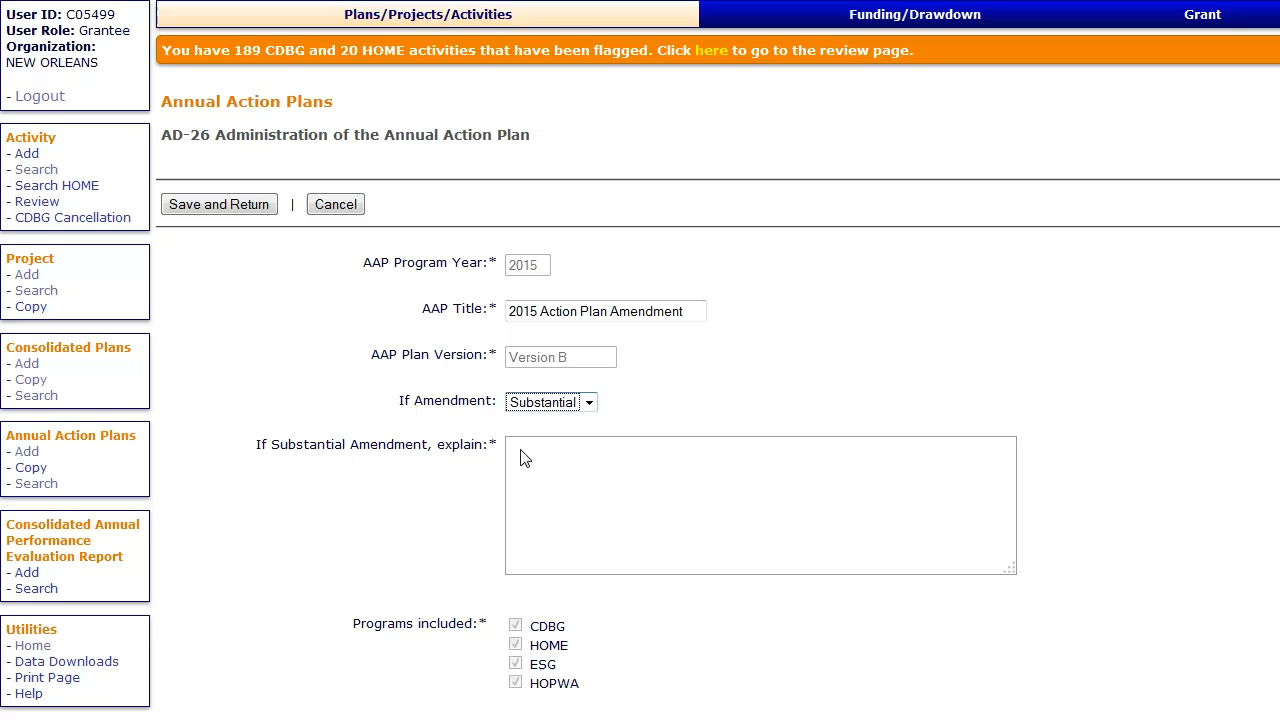 User ID: C05499
User Role: Grantee
Organization:
NEW ORLEANS
- Logout
Plans/Projects/Activities
Funding/Drawdown
Grant
You have 189 CDBG and 20 HOME activities that have been flagged. Click here to go to the review page.
Activity
- Add
- Search
- Search HOME
- Review
- CDBG Cancellation
Project
- Add
- Search
- Copy
Consolidated Plans
- Add
- Copy
- Search
Annual Action Plans
- Add
- Copy
- Search
Consolidated Annual
Performance
Evaluation Report
- Add
- Search
Utilities
- Home
- Data Downloads
- Print Page
- Help
Annual Action Plans
AD-26 Administration of the Annual Action Plan
Save and Return | Cancel
AAP Program Year:* 2015
AAP Title:* 2015 Action Plan Amendment
AAP Plan Version:* Version B
If Amendment: Substantial
If Substantial Amendment, explain:*
Programs included:* CDBG
HOME
ESG
HOPWA